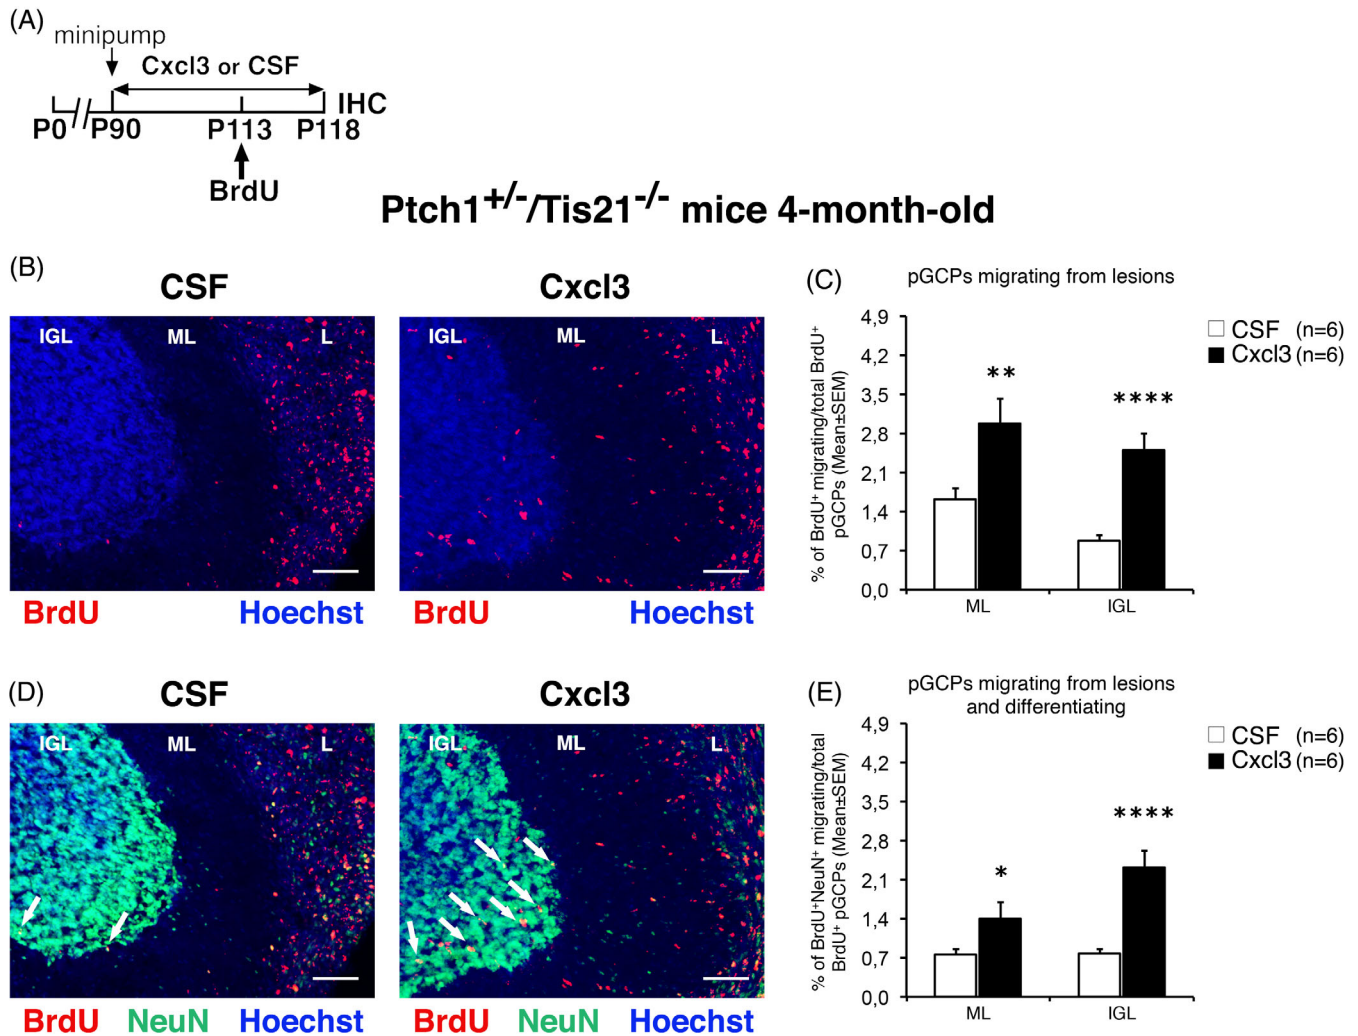 (A)
minipump
Cxcl3 or CSF
IHC
P0 P90 P113 P118
BrdU
Ptch1+/-/Tis21-/- mice 4-month-old
(B)
CSF
IGL ML L
BrdU Hoechst
Cxcl3
IGL ML L
BrdU Hoechst
(C)
pGCPs migrating from lesions
% of BrdU+ migrating/total BrdU+
pGCPs (Mean±SEM)
4,9
4,2
3,5
2,8
2,1
1,4
0,7
0,0
** ****
ML IGL
CSF (n=6)
Cxcl3 (n=6)
(D)
CSF
IGL ML L
BrdU NeuN Hoechst
Cxcl3
IGL ML L
BrdU NeuN Hoechst
(E)
pGCPs migrating from lesions
and differentiating
% of BrdU+NeuN+ migrating/total
BrdU+ pGCPs (Mean±SEM)
4,9
4,2
3,5
2,8
2,1
1,4
0,7
0,0
* ****
ML IGL
CSF (n=6)
Cxcl3 (n=6)